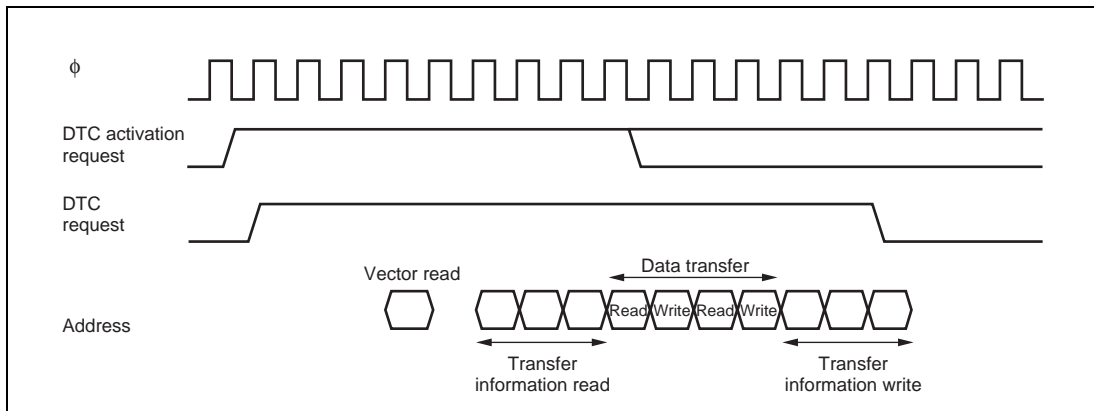 ϕ
DTC activation
request
DTC
request
Vector read
Data transfer
Address
Read Write Read Write
Transfer
information read
Transfer
information write